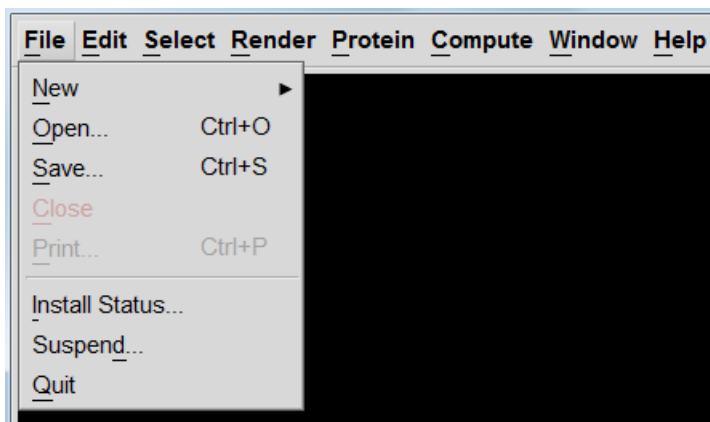 File Edit Select Render Protein Compute Window Help
New
Open... Ctrl+O
Save... Ctrl+S
Close
Print... Ctrl+P
Install Status...
Suspend...
Quit